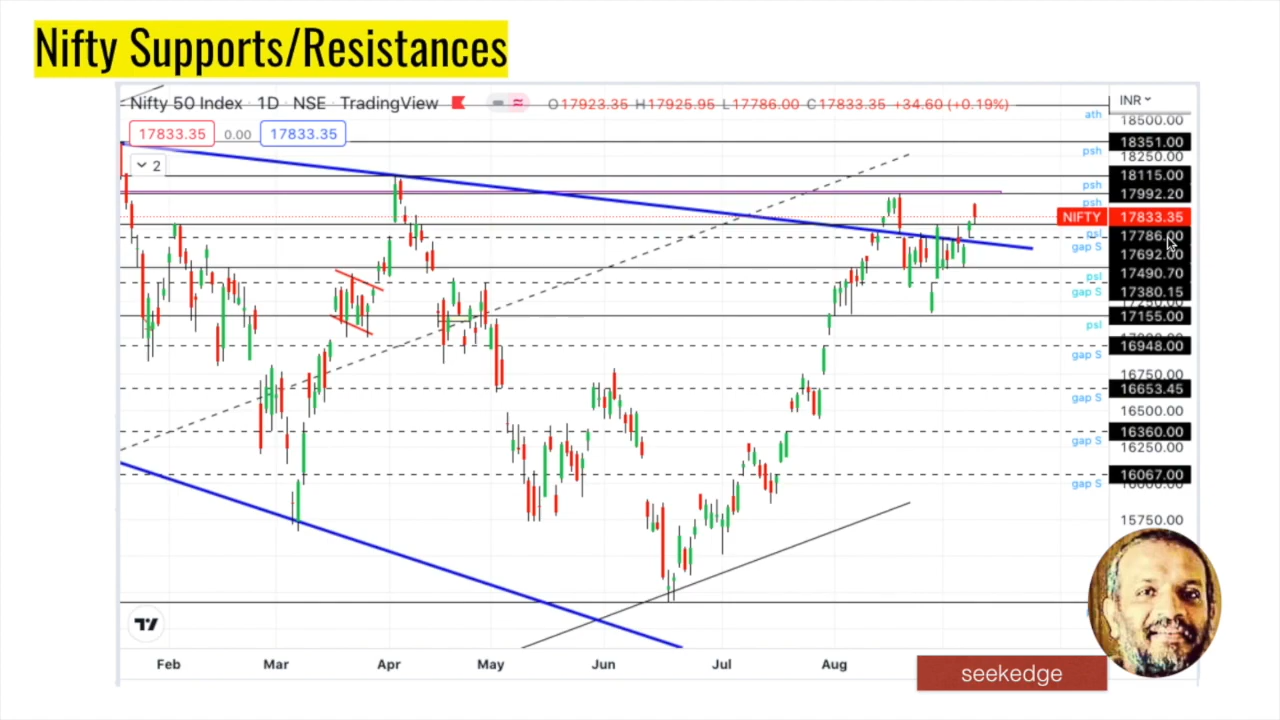 Nifty Supports/Resistances
Nifty 50 Index · 1D · NSE · TradingView O17923.35 H17925.95 L17786.00 C17833.35 +34.60 (+0.19%) INR
ath
18500.00
17833.35 0.00 17833.35
18351.00
psh
18250.00
2
18115.00
psh
17992.20
psh
NIFTY 17833.35
psl
17786.00
gap S
17692.00
psl
17490.70
gap S
17380.15
17155.00
psl
16948.00
gap S
16750.00
16653.45
gap S
16500.00
16360.00
gap S
16250.00
16067.00
gap S
16000.00
15750.00
Feb Mar Apr May Jun Jul Aug
seekedge